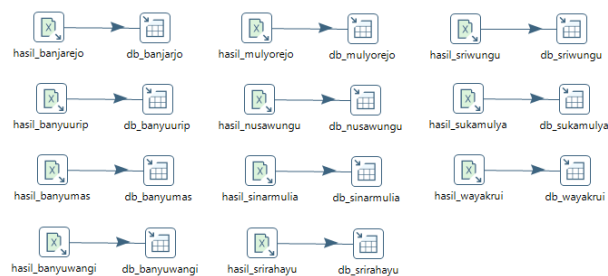 hasil_banjarejo db_banjarjo hasil_mulyorejo db_mulyorejo hasil_sriwungu db_sriwungu
hasil_banyuurip db_banyuurip hasil_nusawungu db_nusawungu hasil_sukamulya db_sukamulya
hasil_banyumas db_banyumas hasil_sinarmulia db_sinarmulia hasil_wayakrui db_wayakrui
hasil_banyuwangi db_banyuwangi hasil_srirahayu db_srirahayu